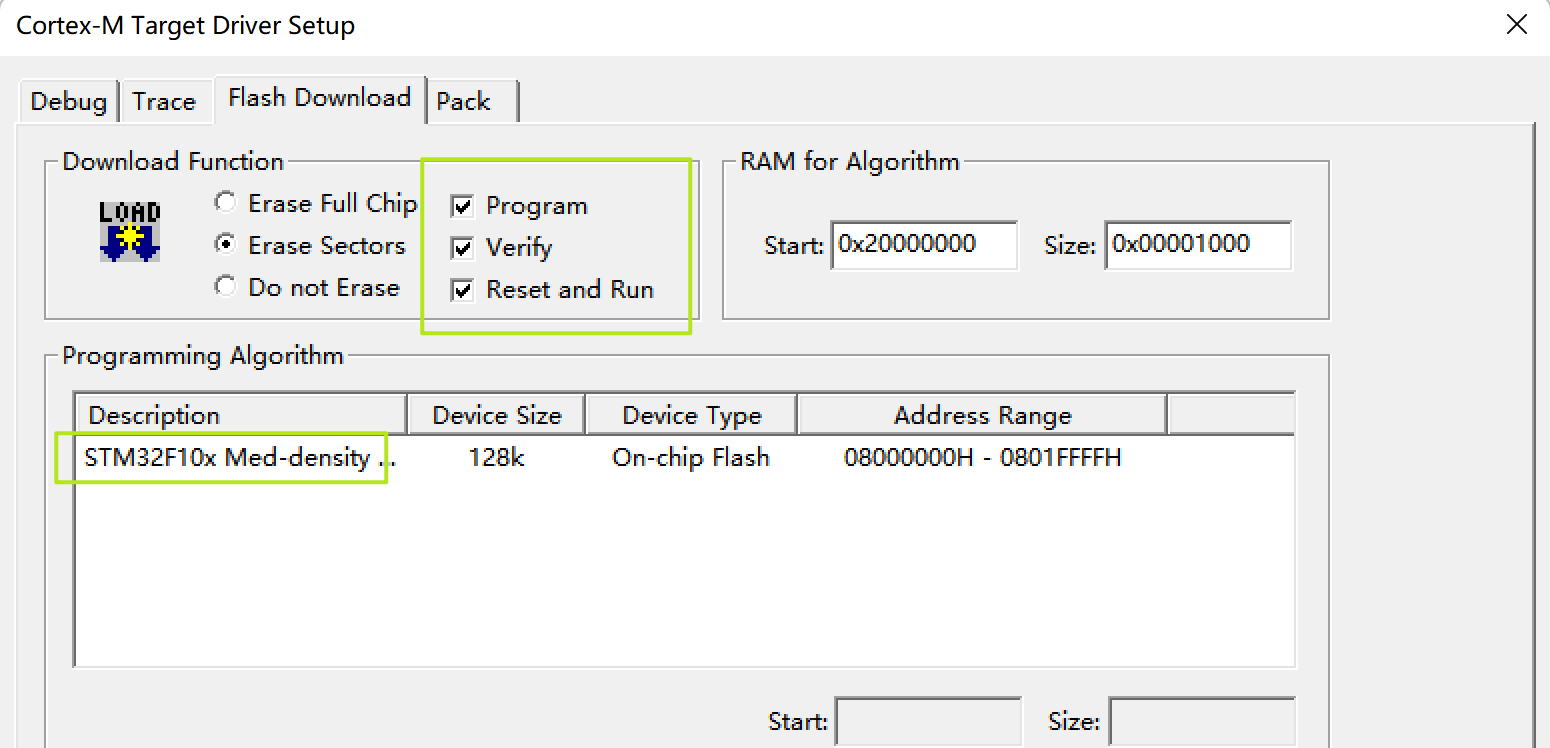 Cortex-M Target Driver Setup
Debug Trace Flash Download Pack
Download Function
LOAD
Erase Full Chip
Erase Sectors
Do not Erase
Program
Verify
Reset and Run
RAM for Algorithm
Start: 0x20000000 Size: 0x00001000
Programming Algorithm
Description Device Size Device Type Address Range
STM32F10x Med-density ... 128k On-chip Flash 08000000H - 0801FFFFH
Start: Size: